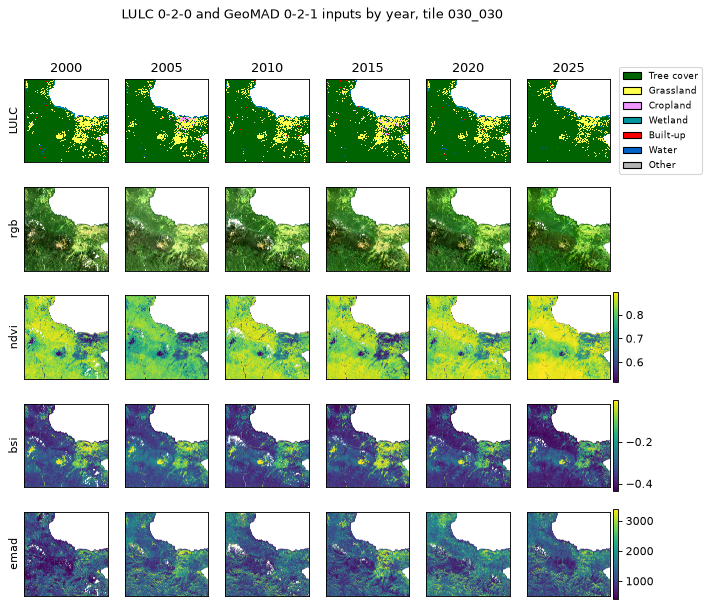 LULC 0-2-0 and GeoMAD 0-2-1 inputs by year, tile 030_030
2000 2005 2010 2015 2020 2025
LULC
Tree cover
Grassland
Cropland
Wetland
Built-up
Water
Other
rgb
ndvi
0.8
0.7
0.6
bsi
−0.2
−0.4
emad
3000
2000
1000